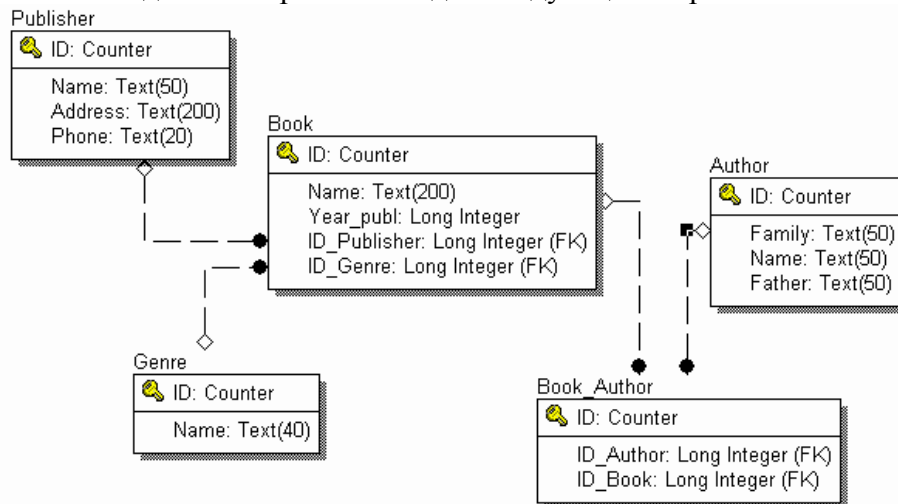 Publisher
ID: Counter
Name: Text(50)
Address: Text(200)
Phone: Text(20)
Book
ID: Counter
Name: Text(200)
Year_publ: Long Integer
ID_Publisher: Long Integer (FK)
ID_Genre: Long Integer (FK)
Author
ID: Counter
Family: Text(50)
Name: Text(50)
Father: Text(50)
Genre
ID: Counter
Name: Text(40)
Book_Author
ID: Counter
ID_Author: Long Integer (FK)
ID_Book: Long Integer (FK)